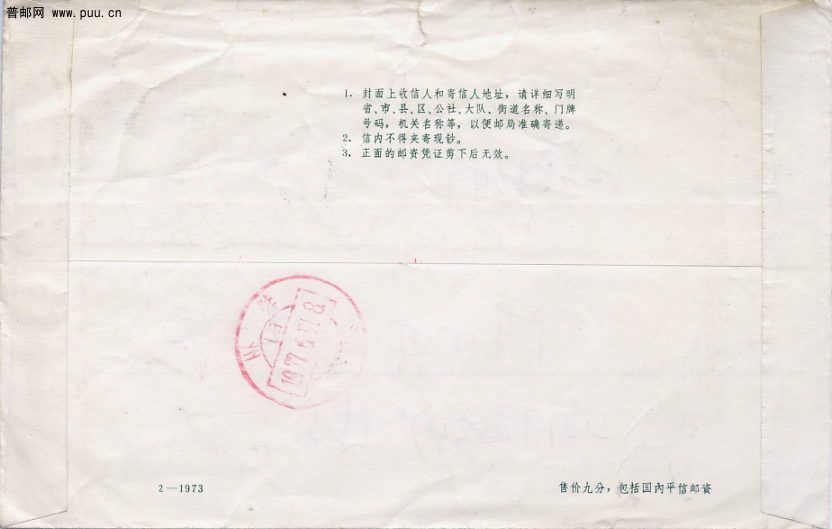 普邮网 www.puu.cn
1. 封面上收信人和寄信人地址，请详细写明
省、市、县、区、公社、大队、街道名称、门牌
号码，机关名称等，以便邮局准确寄递。
2. 信内不得夹寄现钞。
3. 正面的邮资凭证剪下后无效。
2—1973
售价九分，包括国内平信邮资